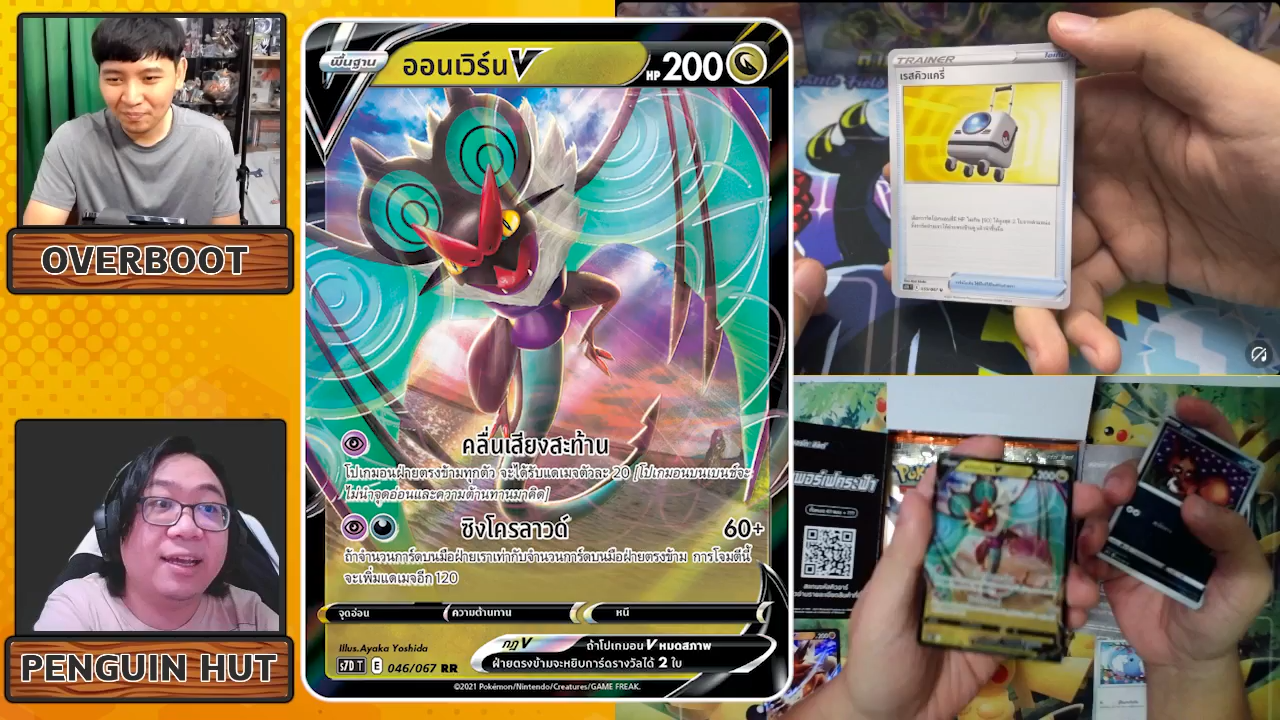 OVERBOOT
PENGUIN HUT
พื้นฐาน
ออนเวิร์น V
HP 200
คลื่นเสียงสะท้าน
โปเกมอนฝ่ายตรงข้ามทุกตัว จะได้รับแดเมจตัวละ 20 [โปเกมอนบนเบนช์จะ
ไม่นำจุดอ่อนและความต้านทานมาคิด]
ซิงโครลาวด์ 60+
ถ้าจำนวนการ์ดบนมือฝ่ายเราเท่ากับจำนวนการ์ดบนมือฝ่ายตรงข้าม การโจมตีนี้
จะเพิ่มแดเมจอีก 120
จุดอ่อน ความต้านทาน หนี
Illus.Ayaka Yoshida
s7D T E 046/067 RR
กฎ V ถ้าโปเกมอน V หมดสภาพ
ฝ่ายตรงข้ามจะหยิบการ์ดรางวัลได้ 2 ใบ
©2021 Pokémon/Nintendo/Creatures/GAME FREAK.
TRAINER
เรสคิวแครี่